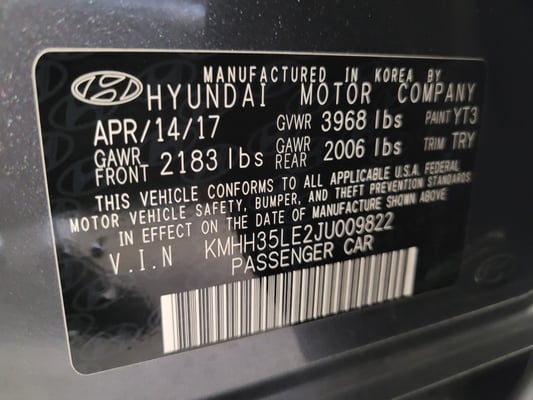 MANUFACTURED IN KOREA BY
HYUNDAI MOTOR COMPANY
APR/14/17 GVWR 3968 lbs PAINT YT3
GAWR FRONT 2183 lbs GAWR REAR 2006 lbs TRIM TRY
THIS VEHICLE CONFORMS TO ALL APPLICABLE U.S.A. FEDERAL
MOTOR VEHICLE SAFETY, BUMPER, AND THEFT PREVENTION STANDARDS
IN EFFECT ON THE DATE OF MANUFACTURE SHOWN ABOVE.
V.I.N KMHH35LE2JU009822
PASSENGER CAR